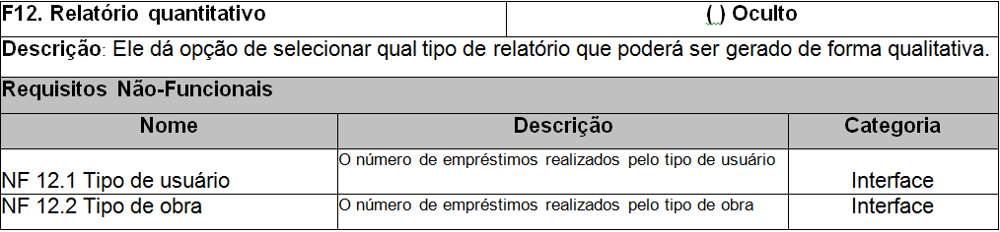 F12. Relatório quantitativo ( ) Oculto
Descrição: Ele dá opção de selecionar qual tipo de relatório que poderá ser gerado de forma qualitativa.
Requisitos Não-Funcionais
Nome Descrição Categoria
NF 12.1 Tipo de usuário O número de empréstimos realizados pelo tipo de usuário Interface
NF 12.2 Tipo de obra O número de empréstimos realizados pelo tipo de obra Interface